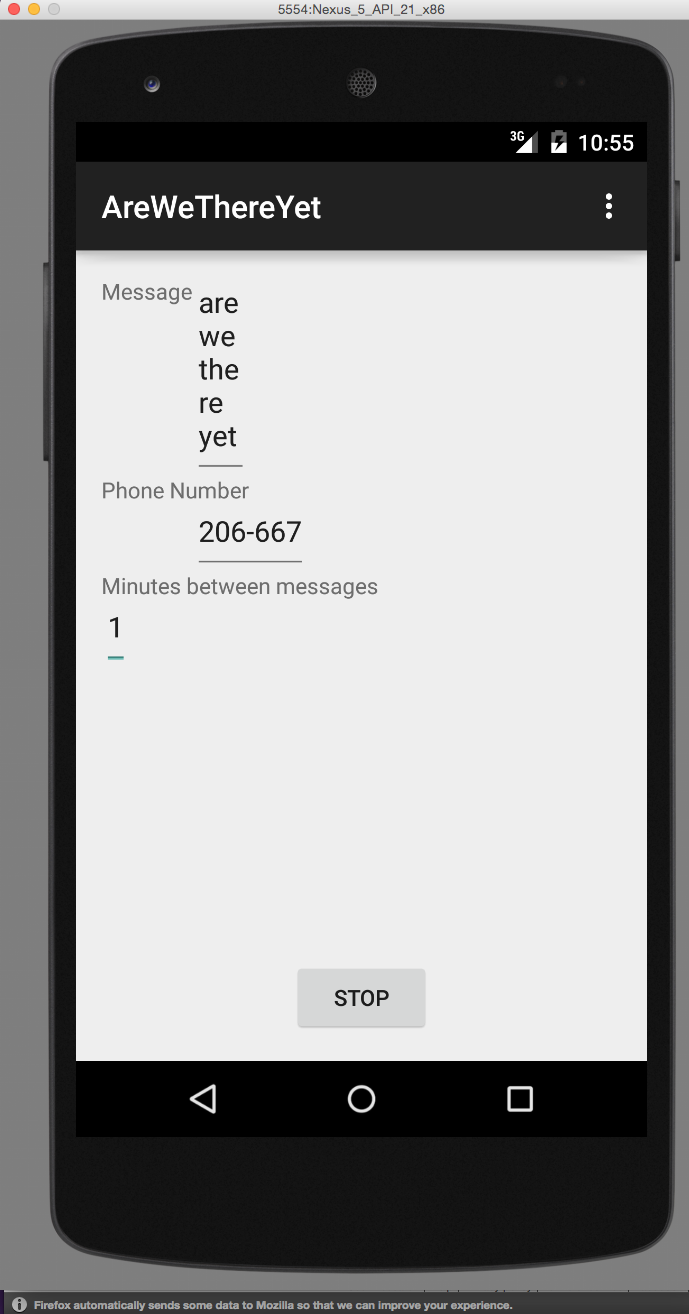 5554:Nexus_5_API_21_x86
3G 10:55
AreWeThereYet
Message
are
we
the
re
yet
Phone Number
206-667
Minutes between messages
1
STOP
Firefox automatically sends some data to Mozilla so that we can improve your experience.